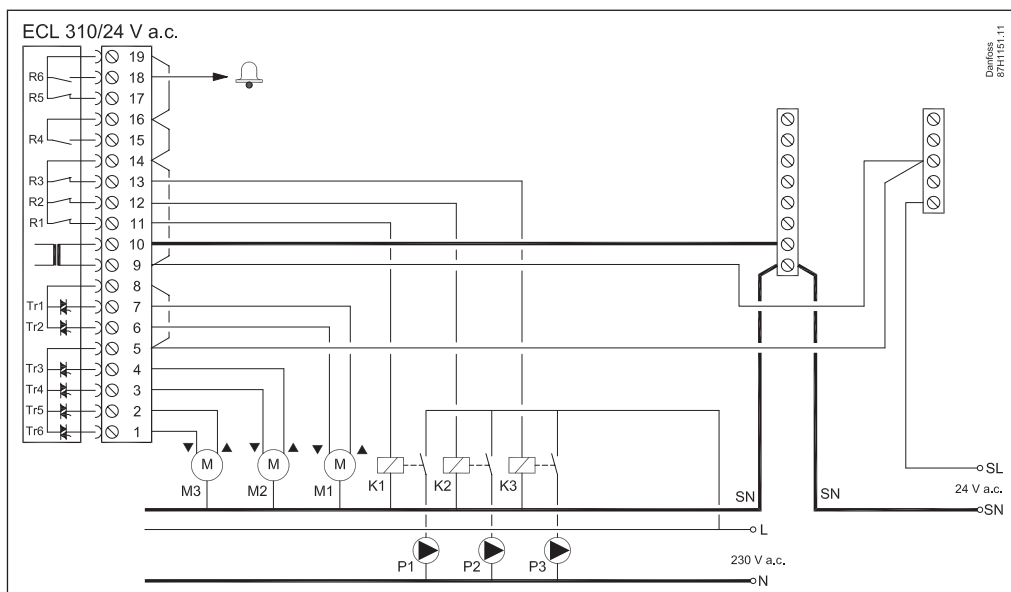 ECL 310/24 V a.c.
Danfoss
87H1151.11
19
R6 18
R5 17
16
R4 15
14
R3 13
R2 12
R1 11
10
9
8
Tr1 7
Tr2 6
5
Tr3 4
Tr4 3
Tr5 2
Tr6 1
M M M
M3 M2 M1 K1 K2 K3
SL
24 V a.c.
SN SN SN
L
P1 P2 P3
230 V a.c.
N